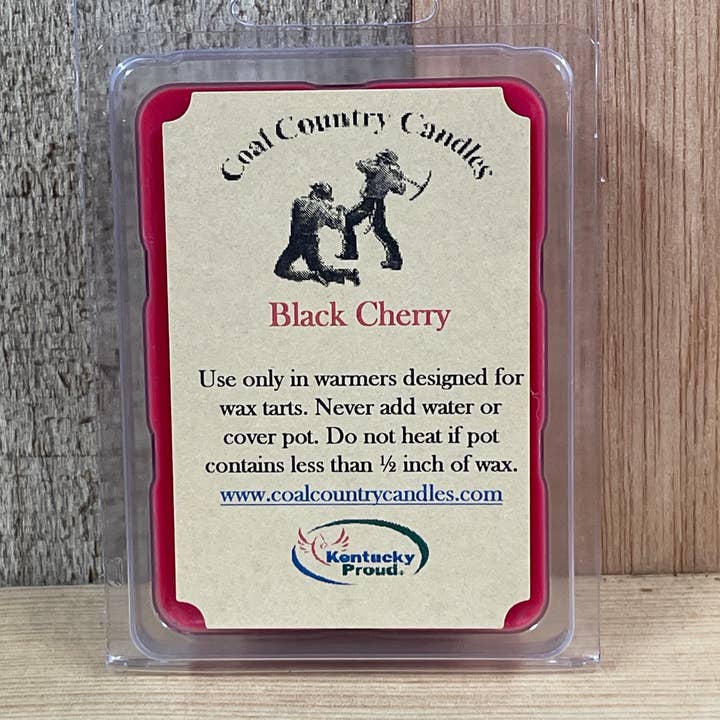 Coal Country Candles
Black Cherry
Use only in warmers designed for
wax tarts. Never add water or
cover pot. Do not heat if pot
contains less than ½ inch of wax.
www.coalcountrycandles.com
Kentucky
Proud.